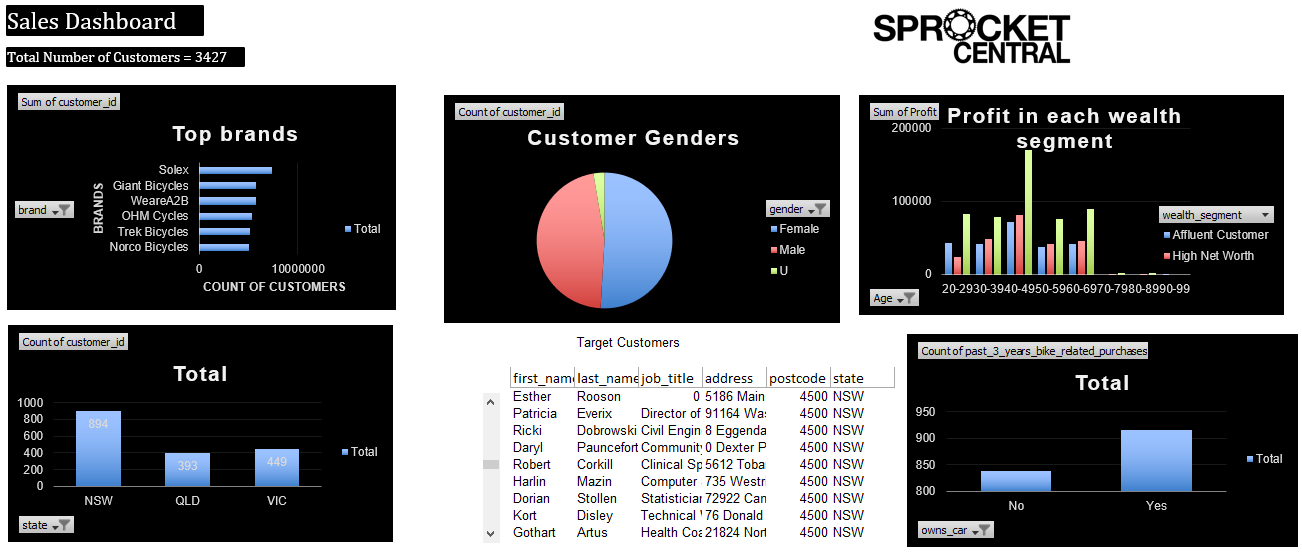 Sales Dashboard
Total Number of Customers = 3427
SPROCKET
CENTRAL
Sum of customer_id
Top brands
BRANDS
Solex
Giant Bicycles
WeareA2B
OHM Cycles
Trek Bicycles
Norco Bicycles
0 10000000
COUNT OF CUSTOMERS
brand
Total
Count of customer_id
Customer Genders
gender
Female
Male
U
Sum of Profit
Profit in each wealth
segment
200000
100000
0
20-29 30-39 40-49 50-59 60-69 70-79 80-89 90-99
wealth_segment
Affluent Customer
High Net Worth
Age
Count of customer_id
Total
1000
800
600
400
200
0
894 393 449
NSW QLD VIC
Total
state
Target Customers
first_name last_name job_title address postcode state
Esther Rooson 0 5186 Main 4500 NSW
Patricia Everix Director of 91164 Was 4500 NSW
Ricki Dobrowski Civil Engin 8 Eggenda 4500 NSW
Daryl Pauncefort Community 0 Dexter P 4500 NSW
Robert Corkill Clinical Sp 5612 Toba 4500 NSW
Harlin Mazin Computer 735 Westr 4500 NSW
Dorian Stollen Statistician 72922 Can 4500 NSW
Kort Disley Technical 76 Donald 4500 NSW
Gothart Artus Health Coa 21824 Nort 4500 NSW
Count of past_3_years_bike_related_purchases
Total
950
900
850
800
No Yes
Total
owns_car